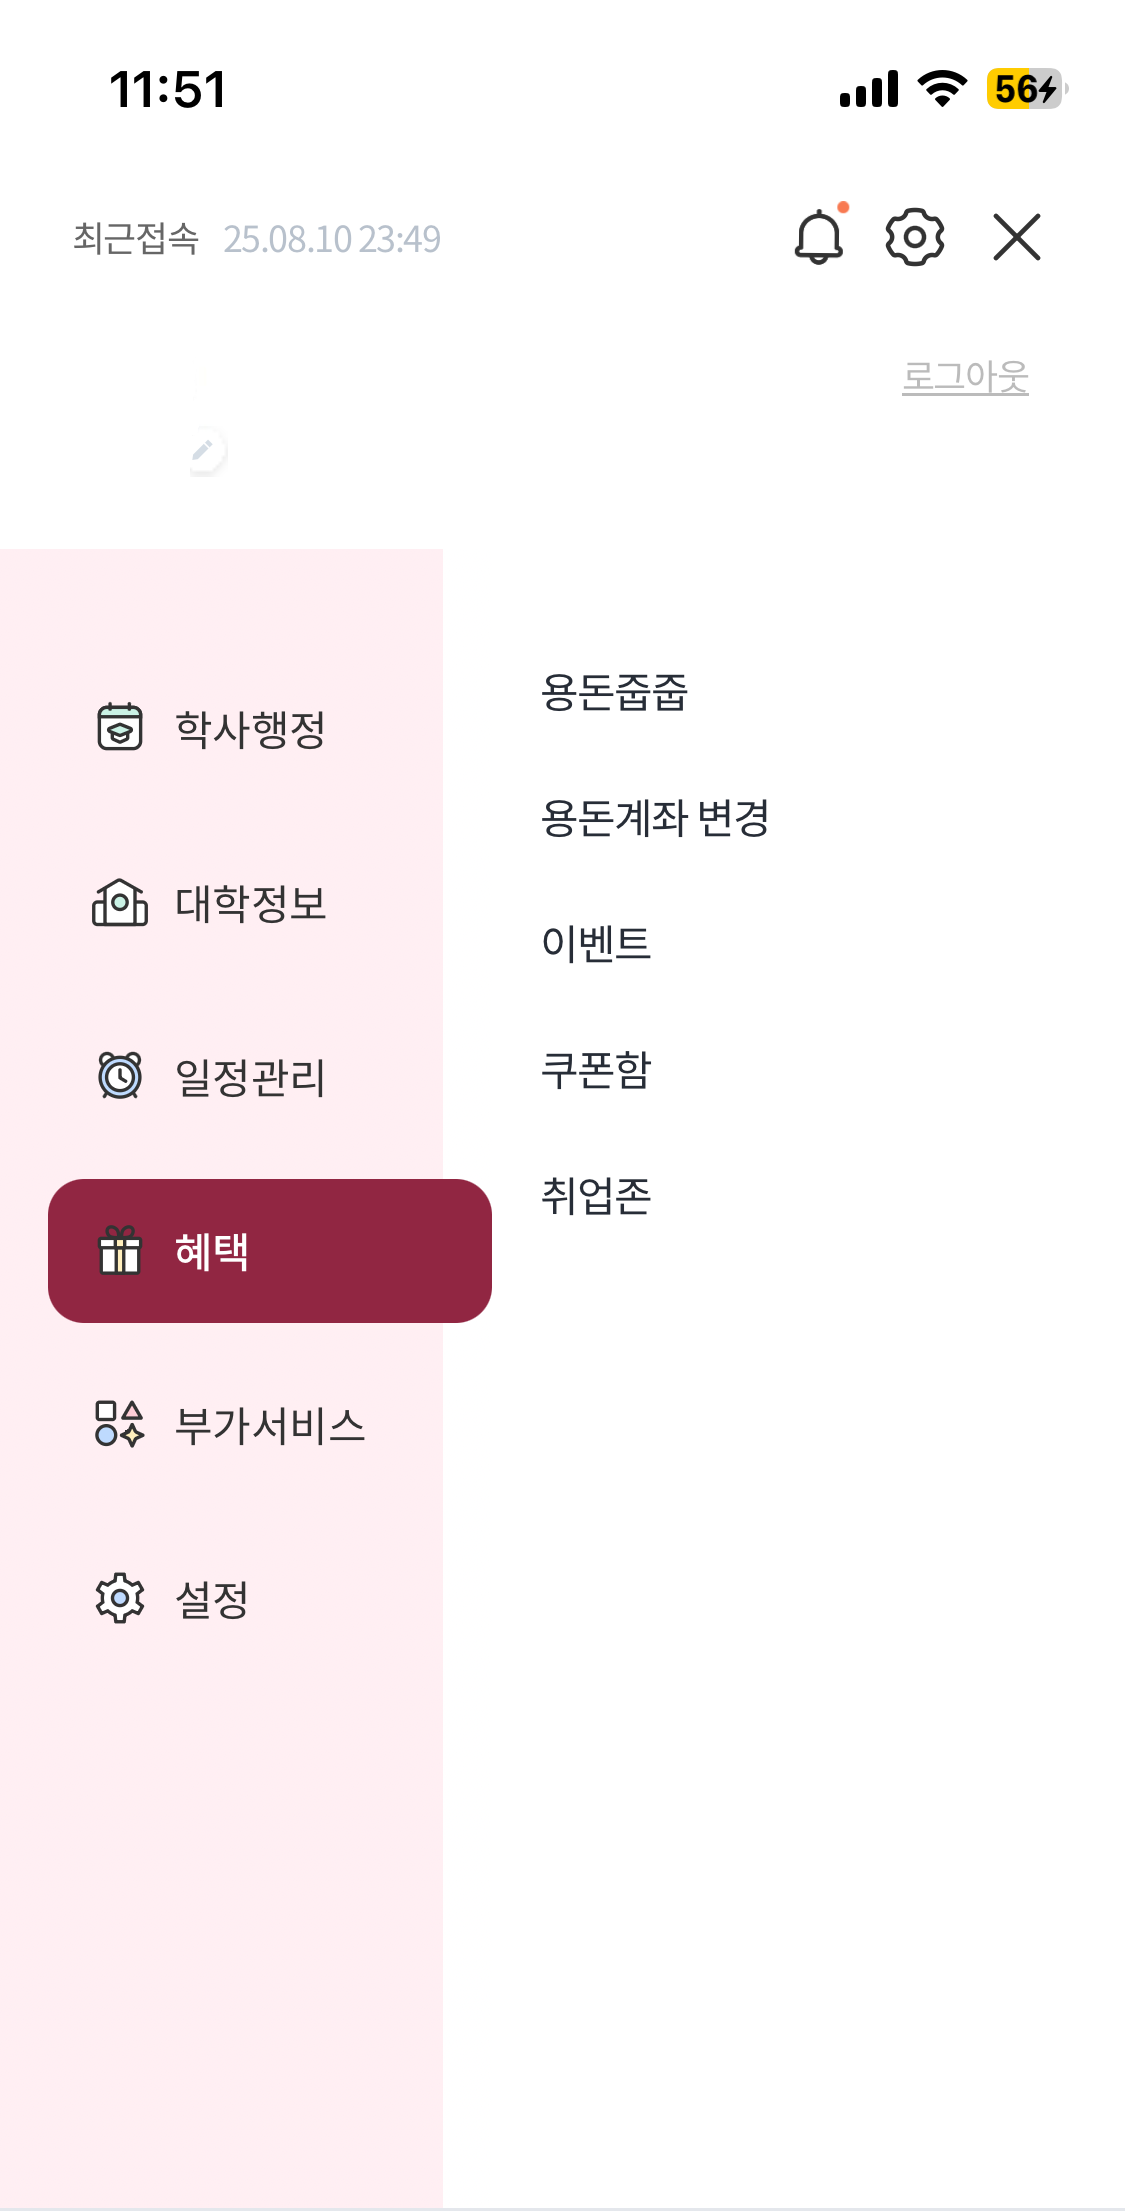 11:51
56
최근접속 25.08.10 23:49
로그아웃
학사행정
대학정보
일정관리
혜택
부가서비스
설정
용돈줍줍
용돈계좌 변경
이벤트
쿠폰함
취업존